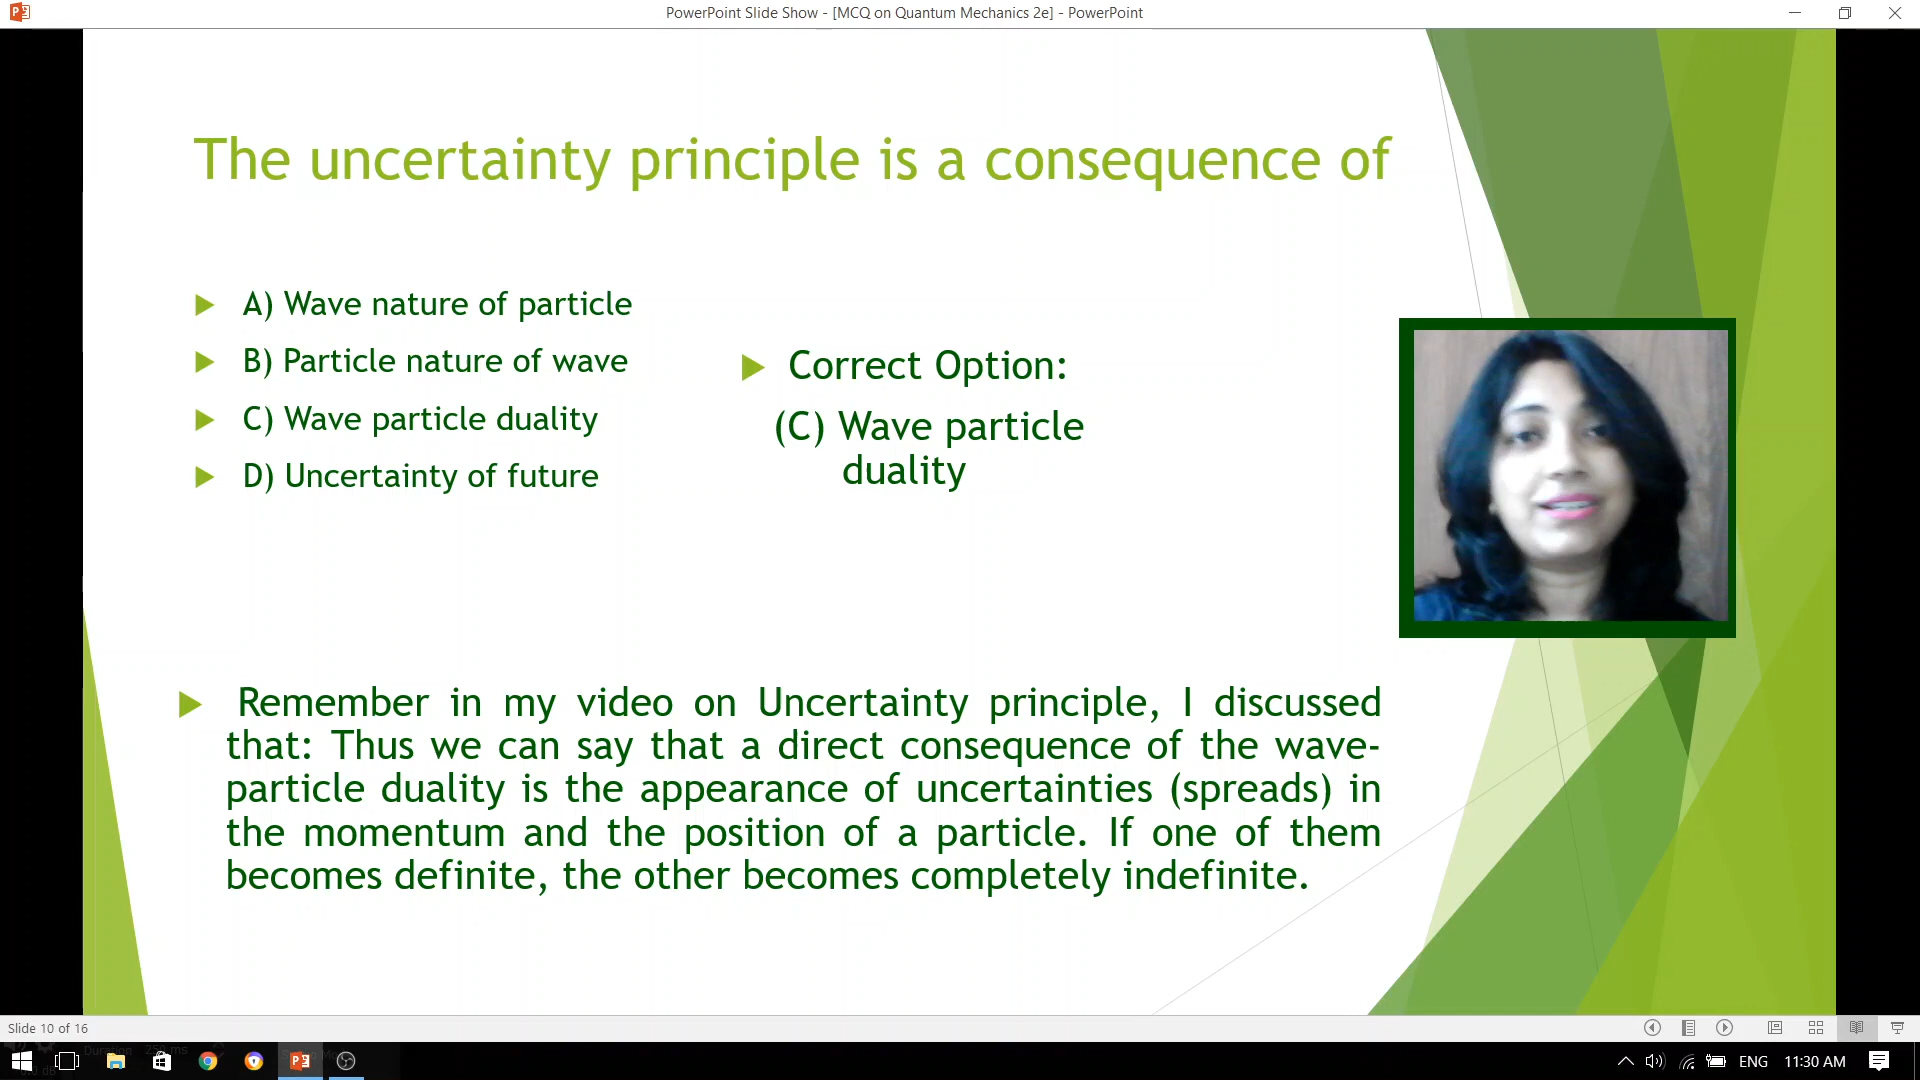 PowerPoint Slide Show - [MCQ on Quantum Mechanics 2e] - PowerPoint
The uncertainty principle is a consequence of
A) Wave nature of particle
B) Particle nature of wave
C) Wave particle duality
D) Uncertainty of future
Correct Option:
(C) Wave particle
duality
Remember in my video on Uncertainty principle, I discussed
that: Thus we can say that a direct consequence of the wave-
particle duality is the appearance of uncertainties (spreads) in
the momentum and the position of a particle. If one of them
becomes definite, the other becomes completely indefinite.
Slide 10 of 16
Duration 250 ms
ENG 11:30 AM